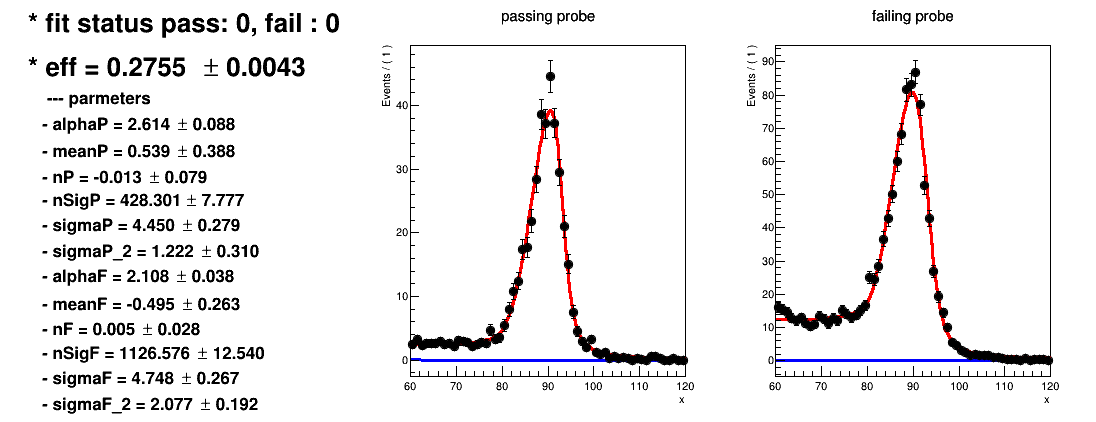 * fit status pass: 0, fail : 0
* eff = 0.2755 ± 0.0043
--- parmeters
- alphaP = 2.614 ± 0.088
- meanP = 0.539 ± 0.388
- nP = -0.013 ± 0.079
- nSigP = 428.301 ± 7.777
- sigmaP = 4.450 ± 0.279
- sigmaP_2 = 1.222 ± 0.310
- alphaF = 2.108 ± 0.038
- meanF = -0.495 ± 0.263
- nF = 0.005 ± 0.028
- nSigF = 1126.576 ± 12.540
- sigmaF = 4.748 ± 0.267
- sigmaF_2 = 2.077 ± 0.192
passing probe
Events / ( 1 )
40
30
20
10
0
60 70 80 90 100 110 120
x
failing probe
Events / ( 1 )
90
80
70
60
50
40
30
20
10
0
60 70 80 90 100 110 120
x